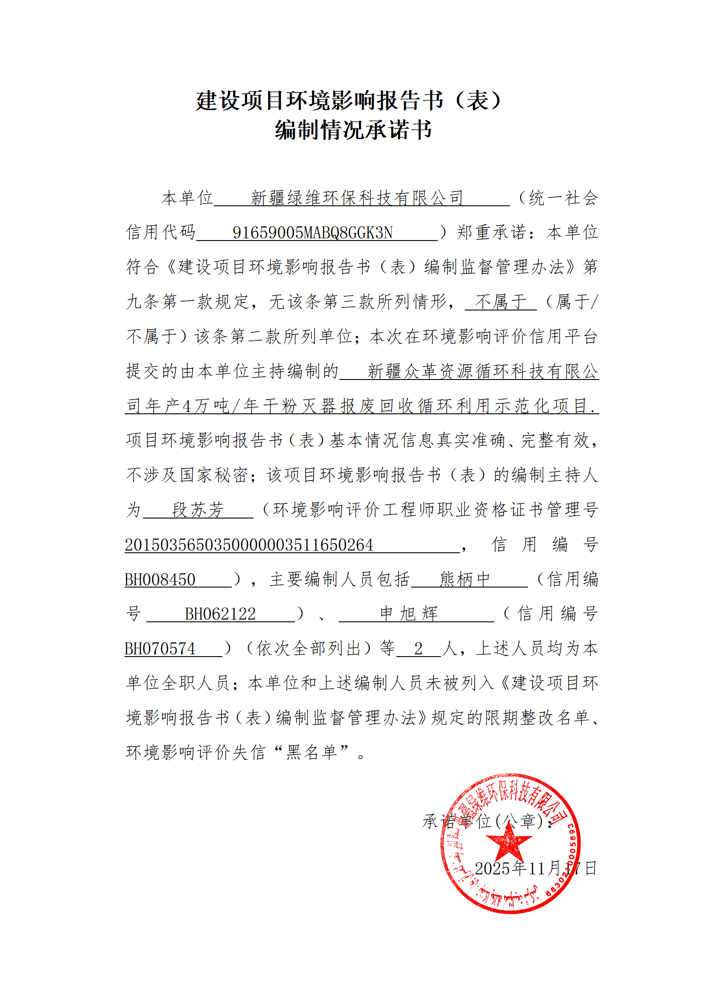 建设项目环境影响报告书（表）
编制情况承诺书
本单位 新疆绿维环保科技有限公司 （统一社会
信用代码 91659005MABQ8GGK3N ）郑重承诺：本单位
符合《建设项目环境影响报告书（表）编制监督管理办法》第
九条第一款规定，无该条第三款所列情形， 不属于 （属于/
不属于）该条第二款所列单位；本次在环境影响评价信用平台
提交的由本单位主持编制的 新疆众革资源循环科技有限公
司年产4万吨/年干粉灭器报废回收循环利用示范化项目.
项目环境影响报告书（表）基本情况信息真实准确、完整有效，
不涉及国家秘密；该项目环境影响报告书（表）的编制主持人
为 段苏芳 （环境影响评价工程师职业资格证书管理号
2015035650350000003511650264 ，信用编号
BH008450 ），主要编制人员包括 熊柄中 （信用编
号 BH062122 ）、 申旭辉 （信用编号
BH070574 ）（依次全部列出）等 2 人，上述人员均为本
单位全职人员；本单位和上述编制人员未被列入《建设项目环
境影响报告书（表）编制监督管理办法》规定的限期整改名单、
环境影响评价失信“黑名单”。
新疆绿维环保科技有限公司
承诺单位(公章)：
2025年11月17日